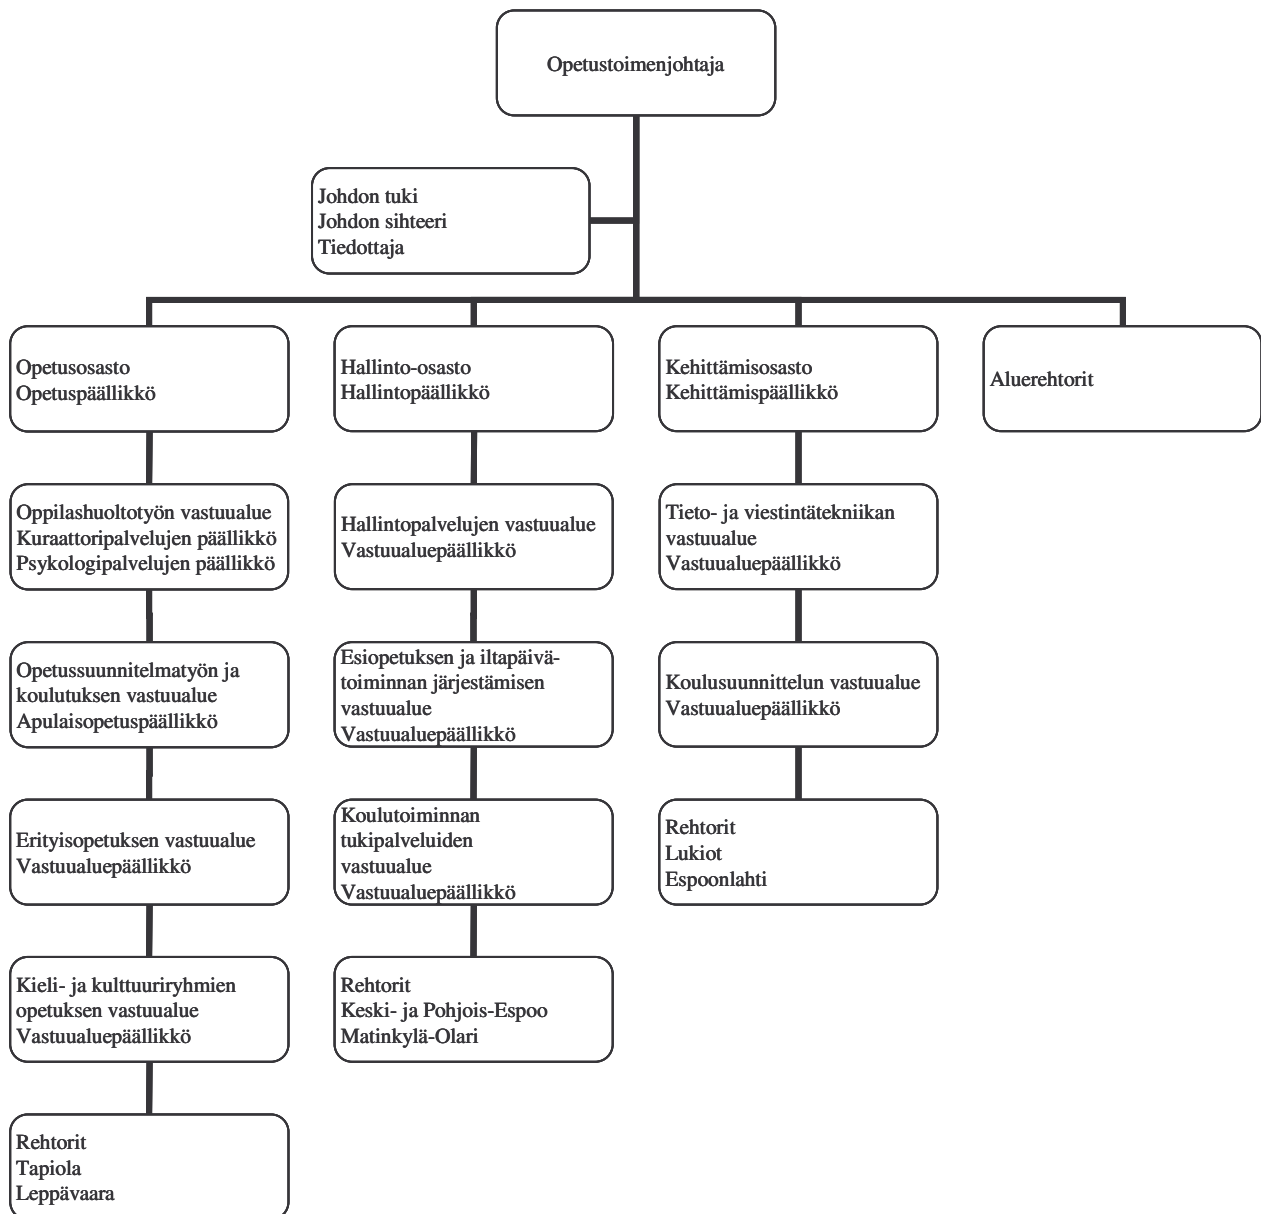 Opetustoimenjohtaja
Johdon tuki
Johdon sihteeri
Tiedottaja
Opetusosasto
Opetuspäällikkö
Hallinto-osasto
Hallintopäällikkö
Kehittämisosasto
Kehittämispäällikkö
Aluerehtorit
Oppilashuoltotyön vastuualue
Kuraattoripalvelujen päällikkö
Psykologipalvelujen päällikkö
Hallintopalvelujen vastuualue
Vastuualuepäällikkö
Tieto- ja viestintätekniikan
vastuualue
Vastuualuepäällikkö
Opetussuunnitelmatyön ja
koulutuksen vastuualue
Apulaisopetuspäällikkö
Esiopetuksen ja iltapäivä-
toiminnan järjestämisen
vastuualue
Vastuualuepäällikkö
Koulusuunnittelun vastuualue
Vastuualuepäällikkö
Erityisopetuksen vastuualue
Vastuualuepäällikkö
Koulutoiminnan
tukipalveluiden
vastuualue
Vastuualuepäällikkö
Rehtorit
Lukiot
Espoonlahti
Kieli- ja kulttuuriryhmien
opetuksen vastuualue
Vastuualuepäällikkö
Rehtorit
Keski- ja Pohjois-Espoo
Matinkylä-Olari
Rehtorit
Tapiola
Leppävaara